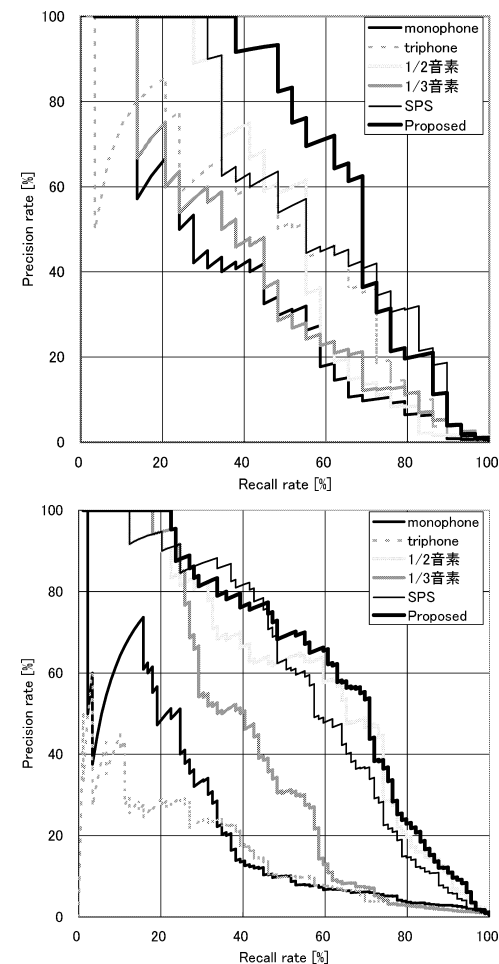 100
80
60
40
20
0
Precision rate [%]
0 20 40 60 80 100
Recall rate [%]
monophone
triphone
1/2音素
1/3音素
SPS
Proposed
100
80
60
40
20
0
Precision rate [%]
0 20 40 60 80 100
Recall rate [%]
monophone
triphone
1/2音素
1/3音素
SPS
Proposed